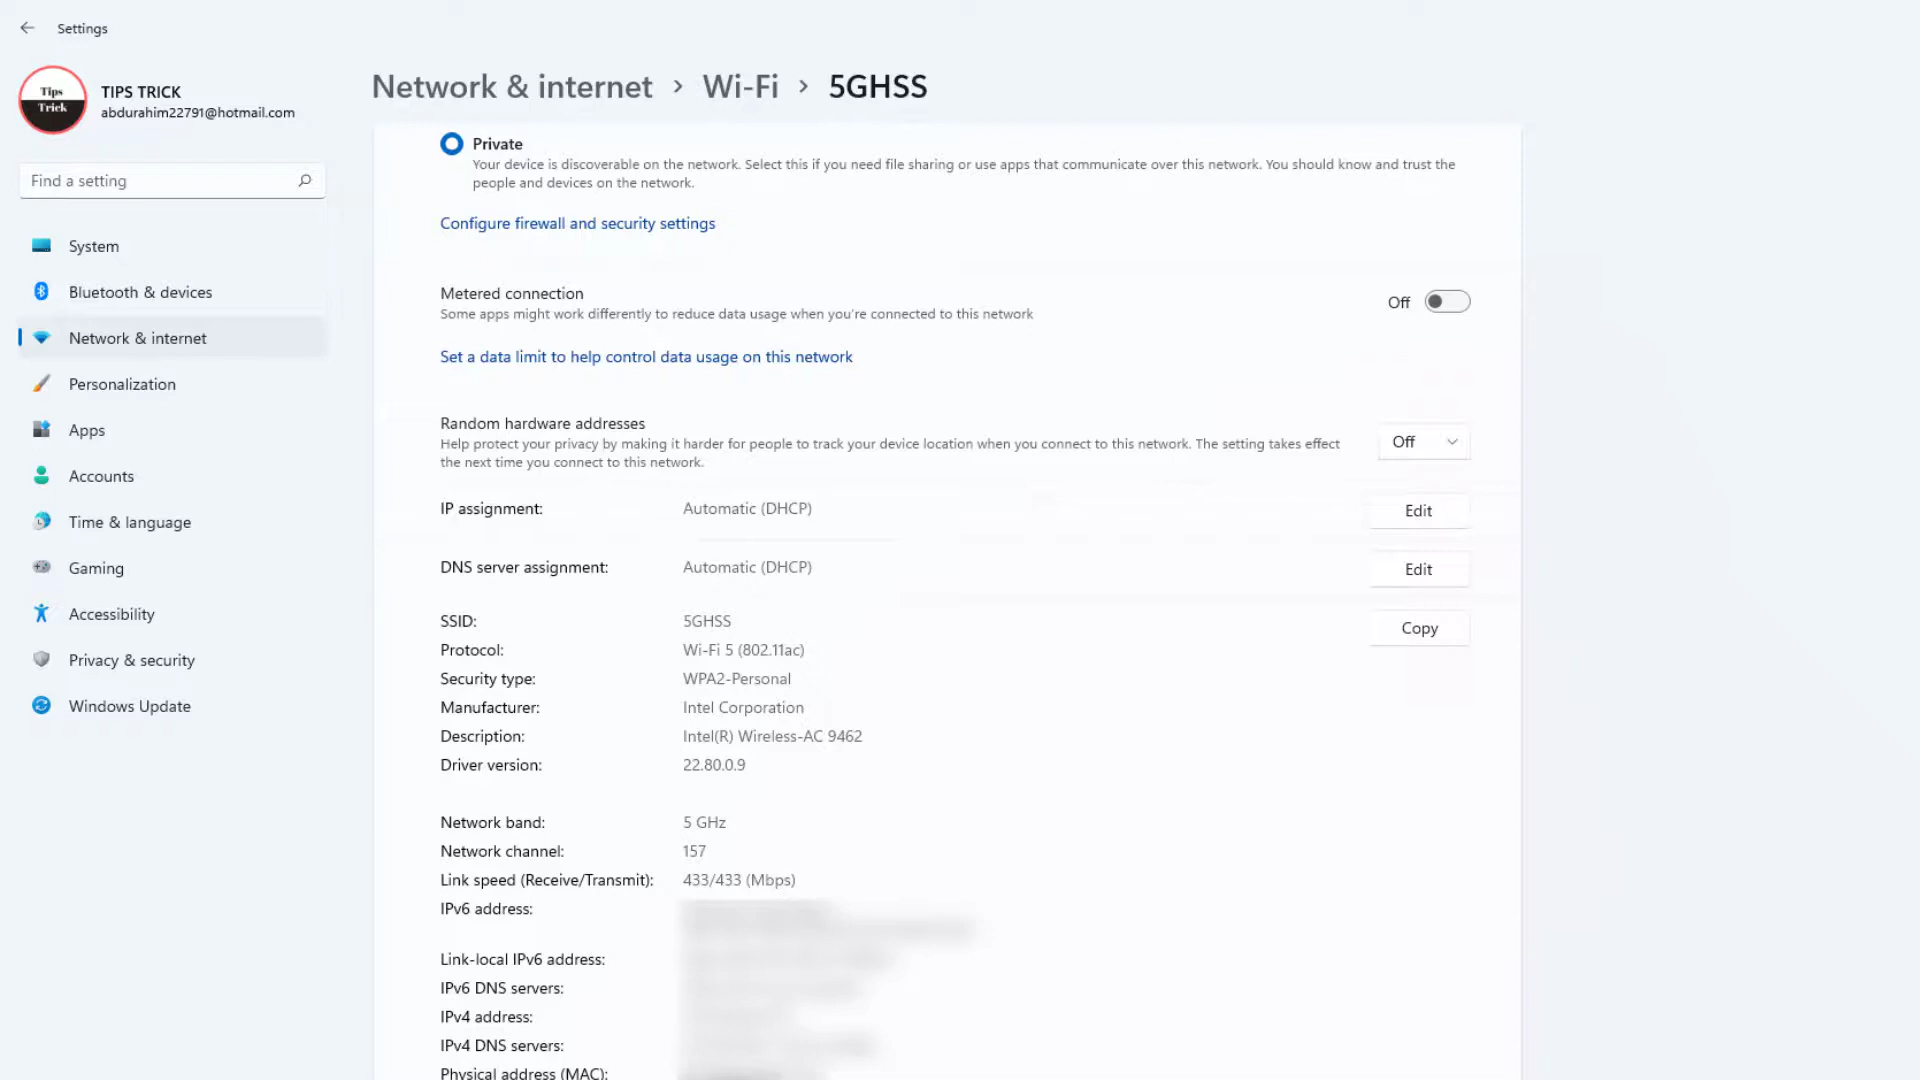 Settings
Tips
Trick
TIPS TRICK
abdurahim22791@hotmail.com
Find a setting
System
Bluetooth & devices
Network & internet
Personalization
Apps
Accounts
Time & language
Gaming
Accessibility
Privacy & security
Windows Update
Network & internet › Wi-Fi › 5GHSS
Private
Your device is discoverable on the network. Select this if you need file sharing or use apps that communicate over this network. You should know and trust the
people and devices on the network.
Configure firewall and security settings
Metered connection
Some apps might work differently to reduce data usage when you're connected to this network
Off
Set a data limit to help control data usage on this network
Random hardware addresses
Help protect your privacy by making it harder for people to track your device location when you connect to this network. The setting takes effect
the next time you connect to this network.
Off
IP assignment: Automatic (DHCP) Edit
DNS server assignment: Automatic (DHCP) Edit
SSID: 5GHSS Copy
Protocol: Wi-Fi 5 (802.11ac)
Security type: WPA2-Personal
Manufacturer: Intel Corporation
Description: Intel(R) Wireless-AC 9462
Driver version: 22.80.0.9
Network band: 5 GHz
Network channel: 157
Link speed (Receive/Transmit): 433/433 (Mbps)
IPv6 address:
Link-local IPv6 address:
IPv6 DNS servers:
IPv4 address:
IPv4 DNS servers:
Physical address (MAC):